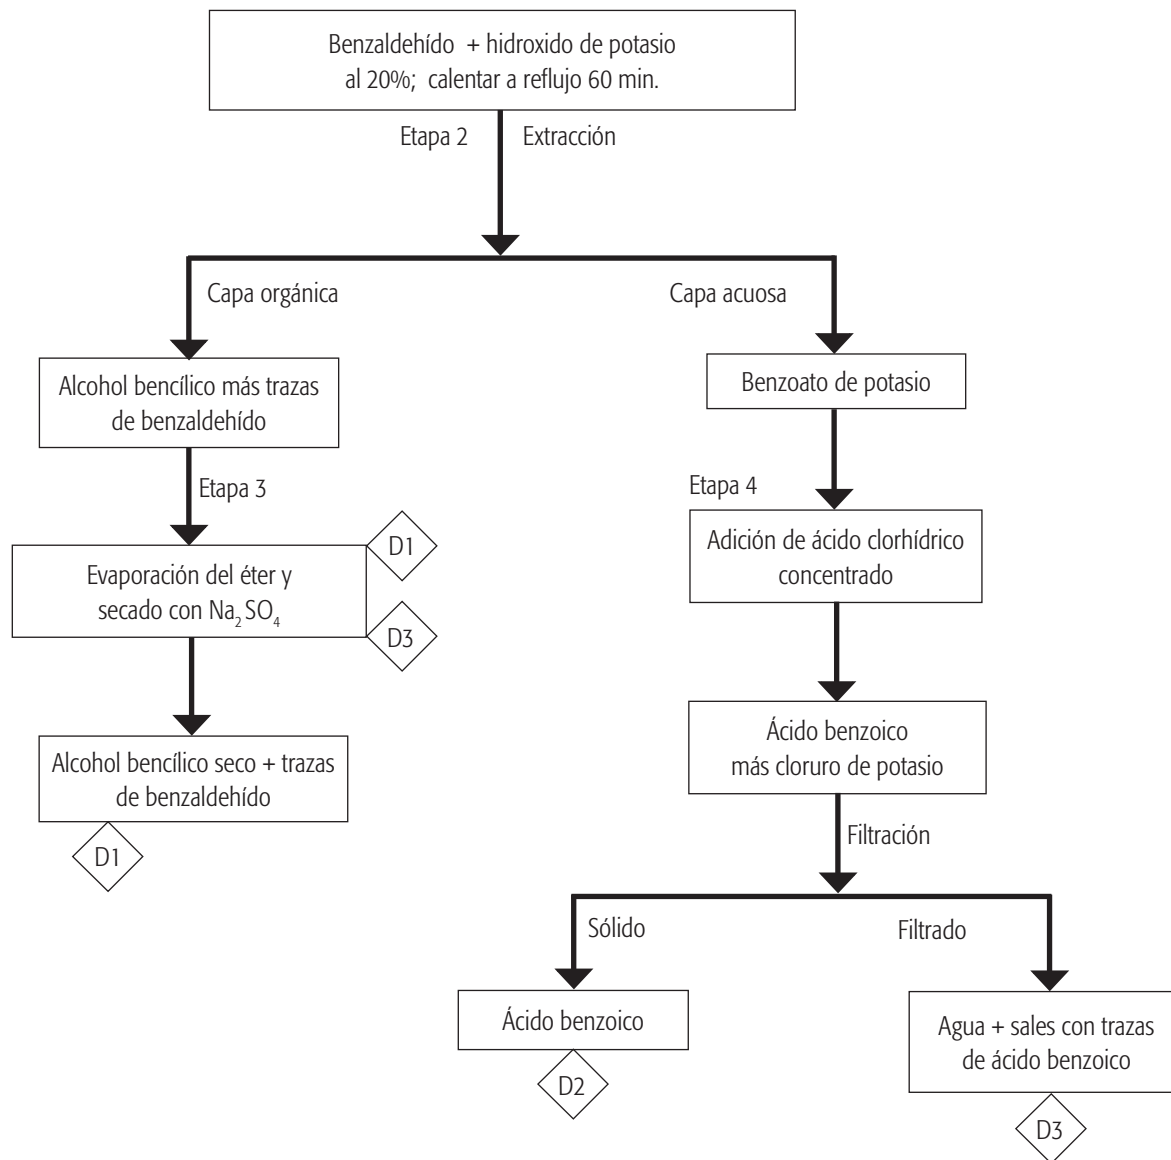 Benzaldehído + hidroxido de potasio
al 20%; calentar a reflujo 60 min.
Etapa 2
Extracción
Capa orgánica
Capa acuosa
Alcohol bencílico más trazas
de benzaldehído
Benzoato de potasio
Etapa 3
Etapa 4
Evaporación del éter y
secado con Na₂SO₄
D1
D3
Adición de ácido clorhídrico
concentrado
Alcohol bencílico seco + trazas
de benzaldehído
D1
Ácido benzoico
más cloruro de potasio
Filtración
Sólido
Filtrado
Ácido benzoico
D2
Agua + sales con trazas
de ácido benzoico
D3